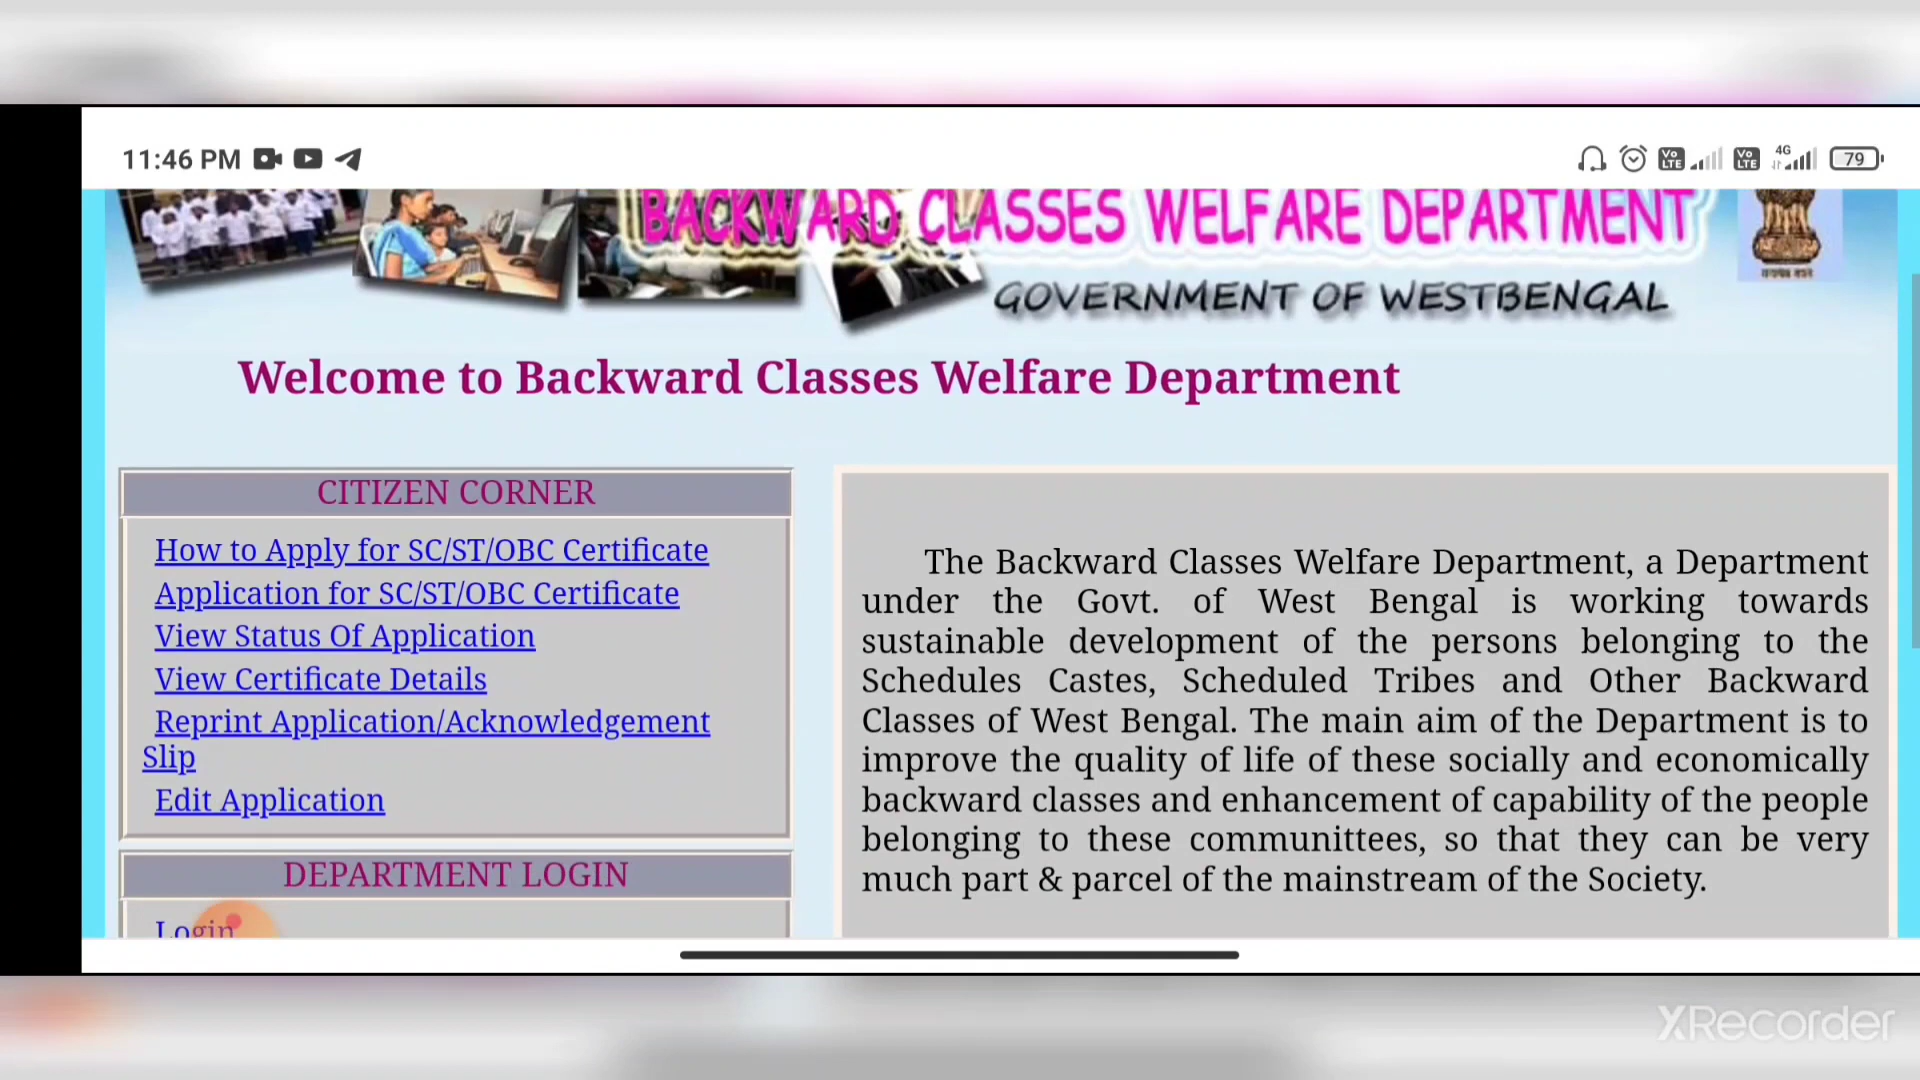 11:46 PM
Vo LTE Vo LTE 4G 79
BACKWARD CLASSES WELFARE DEPARTMENT
GOVERNMENT OF WESTBENGAL
Welcome to Backward Classes Welfare Department
CITIZEN CORNER
How to Apply for SC/ST/OBC Certificate
Application for SC/ST/OBC Certificate
View Status Of Application
View Certificate Details
Reprint Application/Acknowledgement
Slip
Edit Application
DEPARTMENT LOGIN
Login
The Backward Classes Welfare Department, a Department
under the Govt. of West Bengal is working towards
sustainable development of the persons belonging to the
Schedules Castes, Scheduled Tribes and Other Backward
Classes of West Bengal. The main aim of the Department is to
improve the quality of life of these socially and economically
backward classes and enhancement of capability of the people
belonging to these communittees, so that they can be very
much part & parcel of the mainstream of the Society.
XRecorder